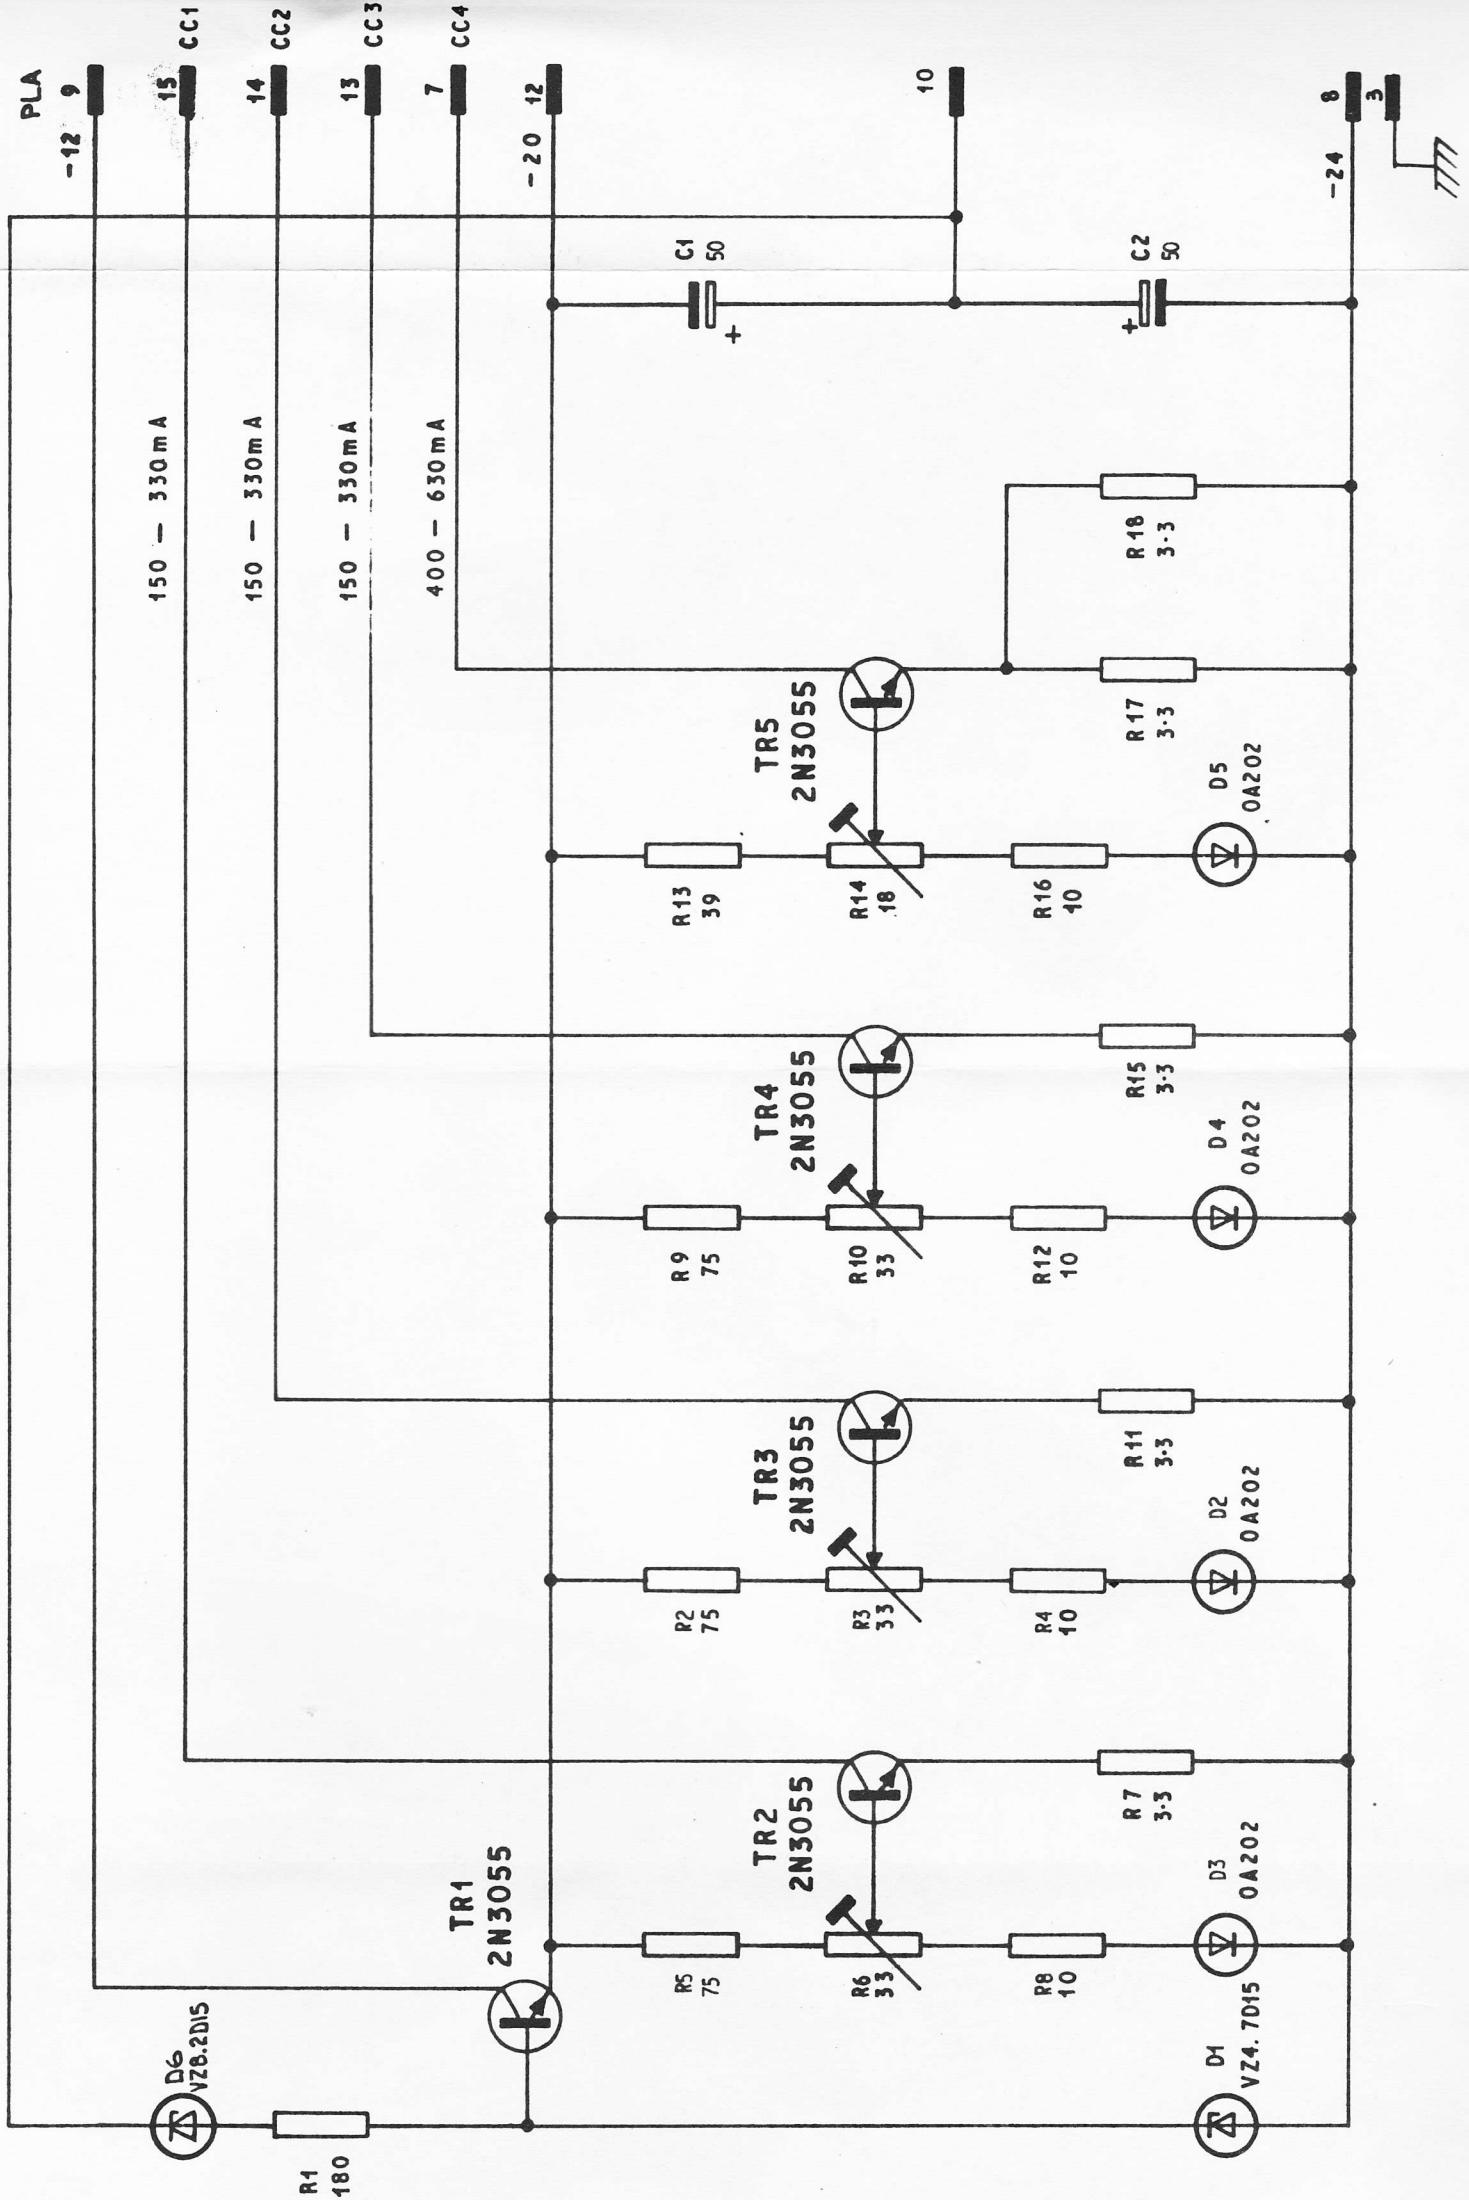 PLA
-12 9
15 CC1
14 CC2
13 CC3
7 CC4
-20 12
10
-24 8
3
150 – 330mA
150 – 330mA
150 – 330mA
400 – 630mA
C1
50
+
C2
50
+
R18
3·3
R17
3·3
TR5
2N3055
D5
OA202
R13
39
R14
18
R16
10
TR4
2N3055
R15
3·3
D4
OA202
R9
75
R10
33
R12
10
TR3
2N3055
R11
3·3
D2
OA202
R2
75
R3
33
R4
10
TR2
2N3055
R7
3·3
D3
OA202
TR1
2N3055
R5
75
R6
33
R8
10
D6
VZ8.2D15
D1
VZ4.7D15
R1
180